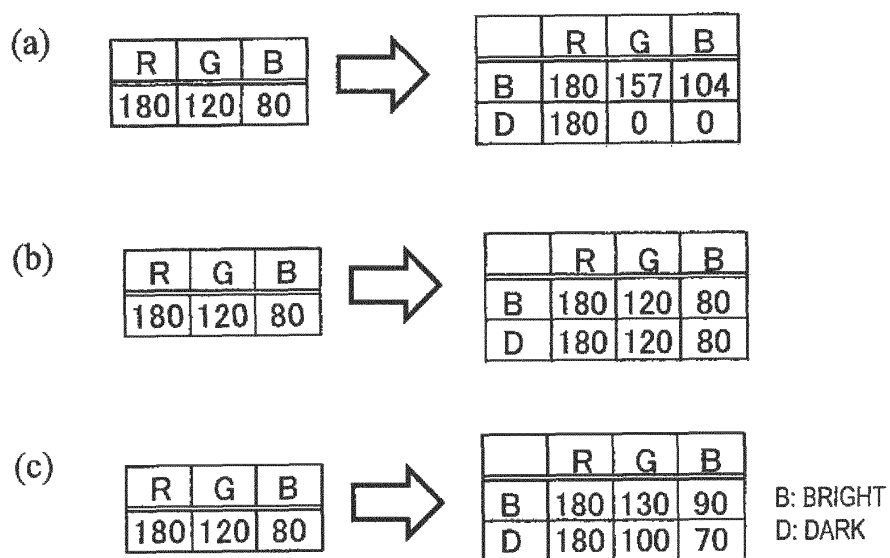 (a)
R G B
180 120 80
R G B
B 180 157 104
D 180 0 0
(b)
R G B
180 120 80
R G B
B 180 120 80
D 180 120 80
(c)
R G B
180 120 80
R G B
B 180 130 90
D 180 100 70
B: BRIGHT
D: DARK